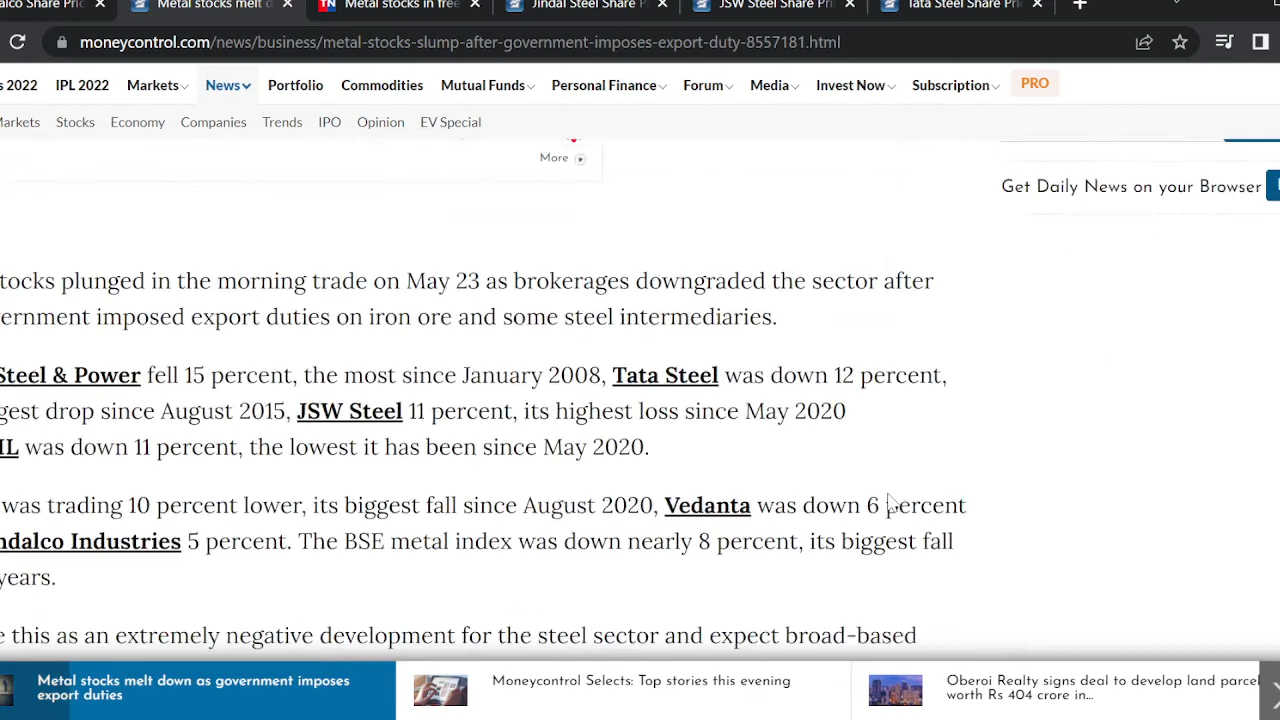 alco Share Pric
Metal stocks melt d
TN
Metal stocks in free
Jindal Steel Share P
JSW Steel Share Pri
Tata Steel Share Pric
moneycontrol.com/news/business/metal-stocks-slump-after-government-imposes-export-duty-8557181.html
s 2022 IPL 2022 Markets News Portfolio Commodities Mutual Funds Personal Finance Forum Media Invest Now Subscription PRO
Markets Stocks Economy Companies Trends IPO Opinion EV Special
More
Get Daily News on your Browser
tocks plunged in the morning trade on May 23 as brokerages downgraded the sector after
vernment imposed export duties on iron ore and some steel intermediaries.
Steel & Power fell 15 percent, the most since January 2008, Tata Steel was down 12 percent,
gest drop since August 2015, JSW Steel 11 percent, its highest loss since May 2020
IL was down 11 percent, the lowest it has been since May 2020.
was trading 10 percent lower, its biggest fall since August 2020, Vedanta was down 6 percent
ndalco Industries 5 percent. The BSE metal index was down nearly 8 percent, its biggest fall
years.
e this as an extremely negative development for the steel sector and expect broad-based
Metal stocks melt down as government imposes
export duties
Moneycontrol Selects: Top stories this evening
Oberoi Realty signs deal to develop land parcel
worth Rs 404 crore in...